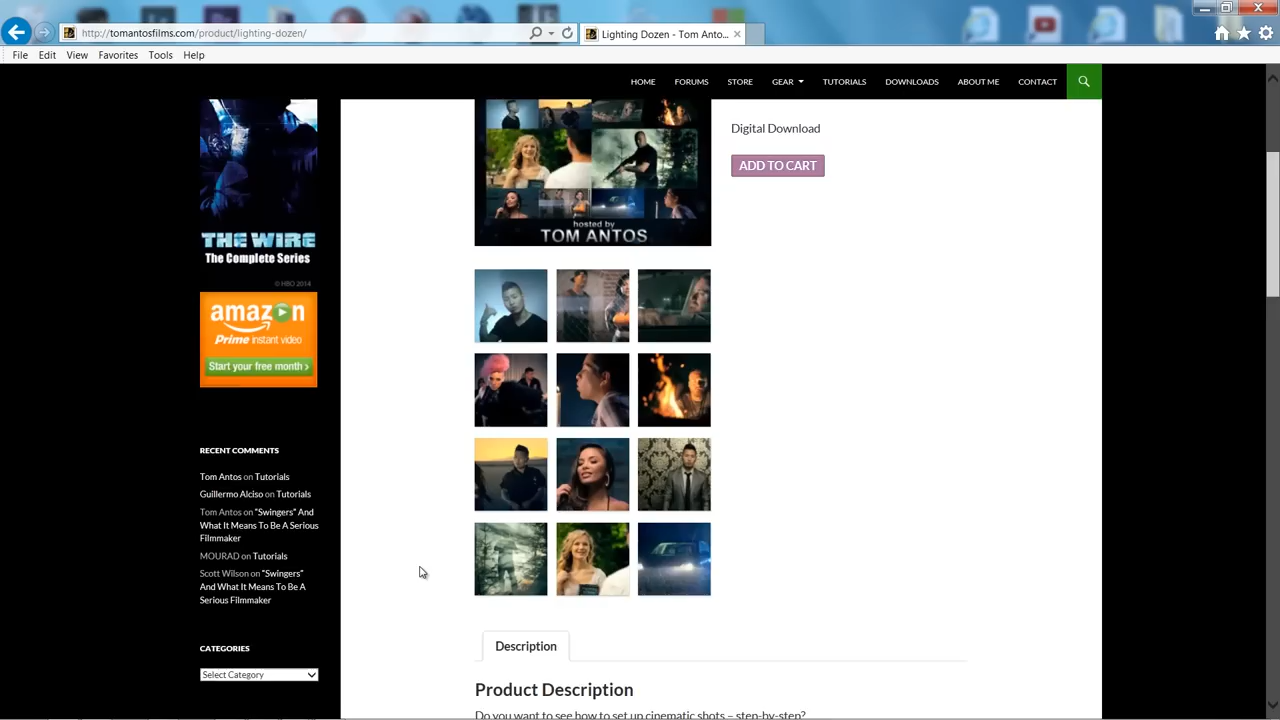 http://tomantosfilms.com/product/lighting-dozen/
Lighting Dozen - Tom Anto...
File Edit View Favorites Tools Help
HOME FORUMS STORE GEAR TUTORIALS DOWNLOADS ABOUT ME CONTACT
THE WIRE
The Complete Series
© HBO 2014
amazon
Prime instant video
Start your free month >
hosted by
TOM ANTOS
Digital Download
ADD TO CART
RECENT COMMENTS
Tom Antos on Tutorials
Guillermo Alciso on Tutorials
Tom Antos on "Swingers" And
What It Means To Be A Serious
Filmmaker
MOURAD on Tutorials
Scott Wilson on "Swingers"
And What It Means To Be A
Serious Filmmaker
CATEGORIES
Select Category
Description
Product Description
Do you want to see how to set up cinematic shots – step-by-step?